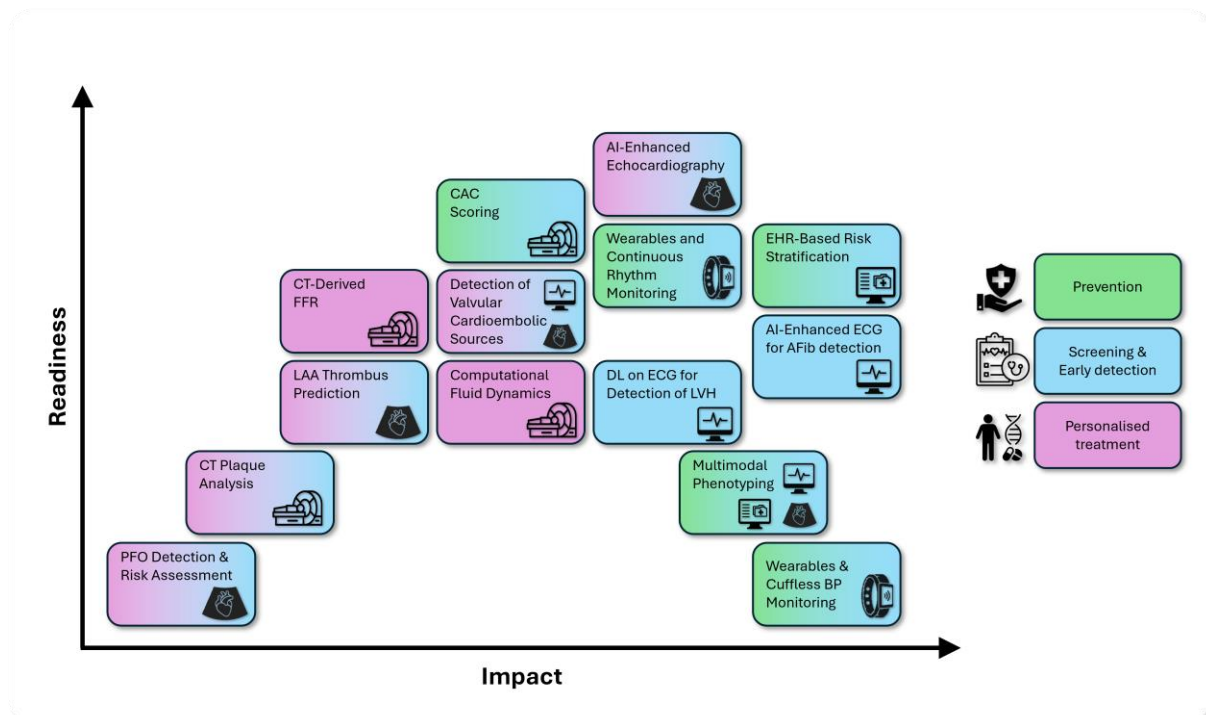 Readiness
AI-Enhanced
Echocardiography
CAC
Scoring
Wearables and
Continuous
Rhythm
Monitoring
EHR-Based Risk
Stratification
CT-Derived
FFR
Detection of
Valvular
Cardioembolic
Sources
AI-Enhanced ECG
for AFib detection
LAA Thrombus
Prediction
Computational
Fluid Dynamics
DL on ECG for
Detection of LVH
CT Plaque
Analysis
Multimodal
Phenotyping
PFO Detection &
Risk Assessment
Wearables &
Cuffless BP
Monitoring
Impact
Prevention
Screening &
Early detection
Personalised
treatment